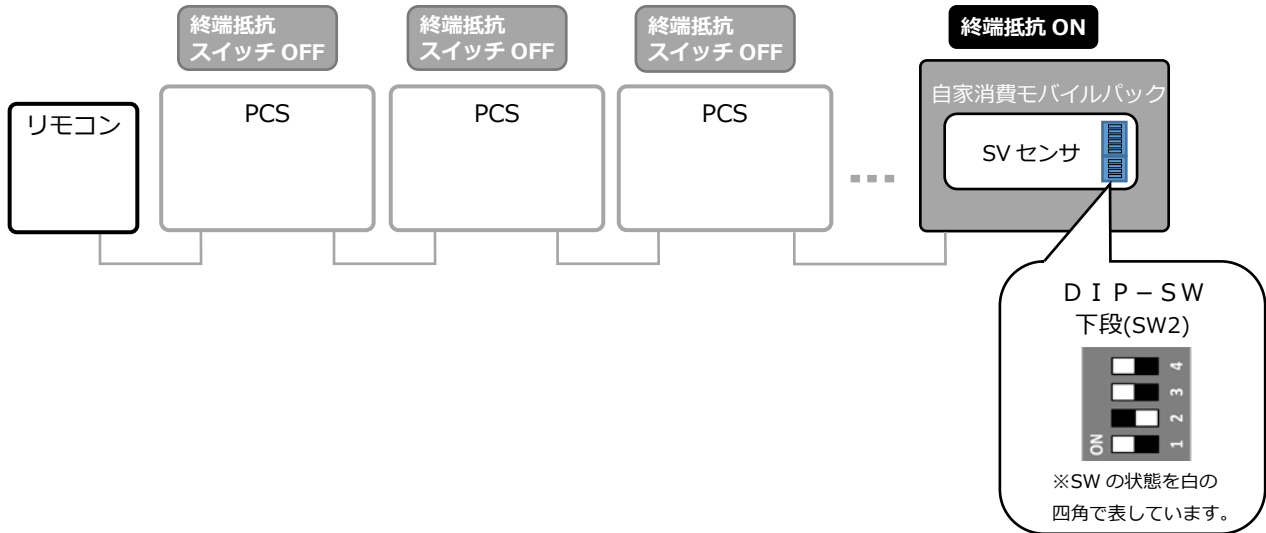 終端抵抗
スイッチ OFF
終端抵抗
スイッチ OFF
終端抵抗
スイッチ OFF
終端抵抗 ON
リモコン
PCS
PCS
PCS
自家消費モバイルパック
SV センサ
ＤＩＰ－ＳＷ
下段(SW2)
4
3
2
1
ON
※SW の状態を白の
四角で表しています。